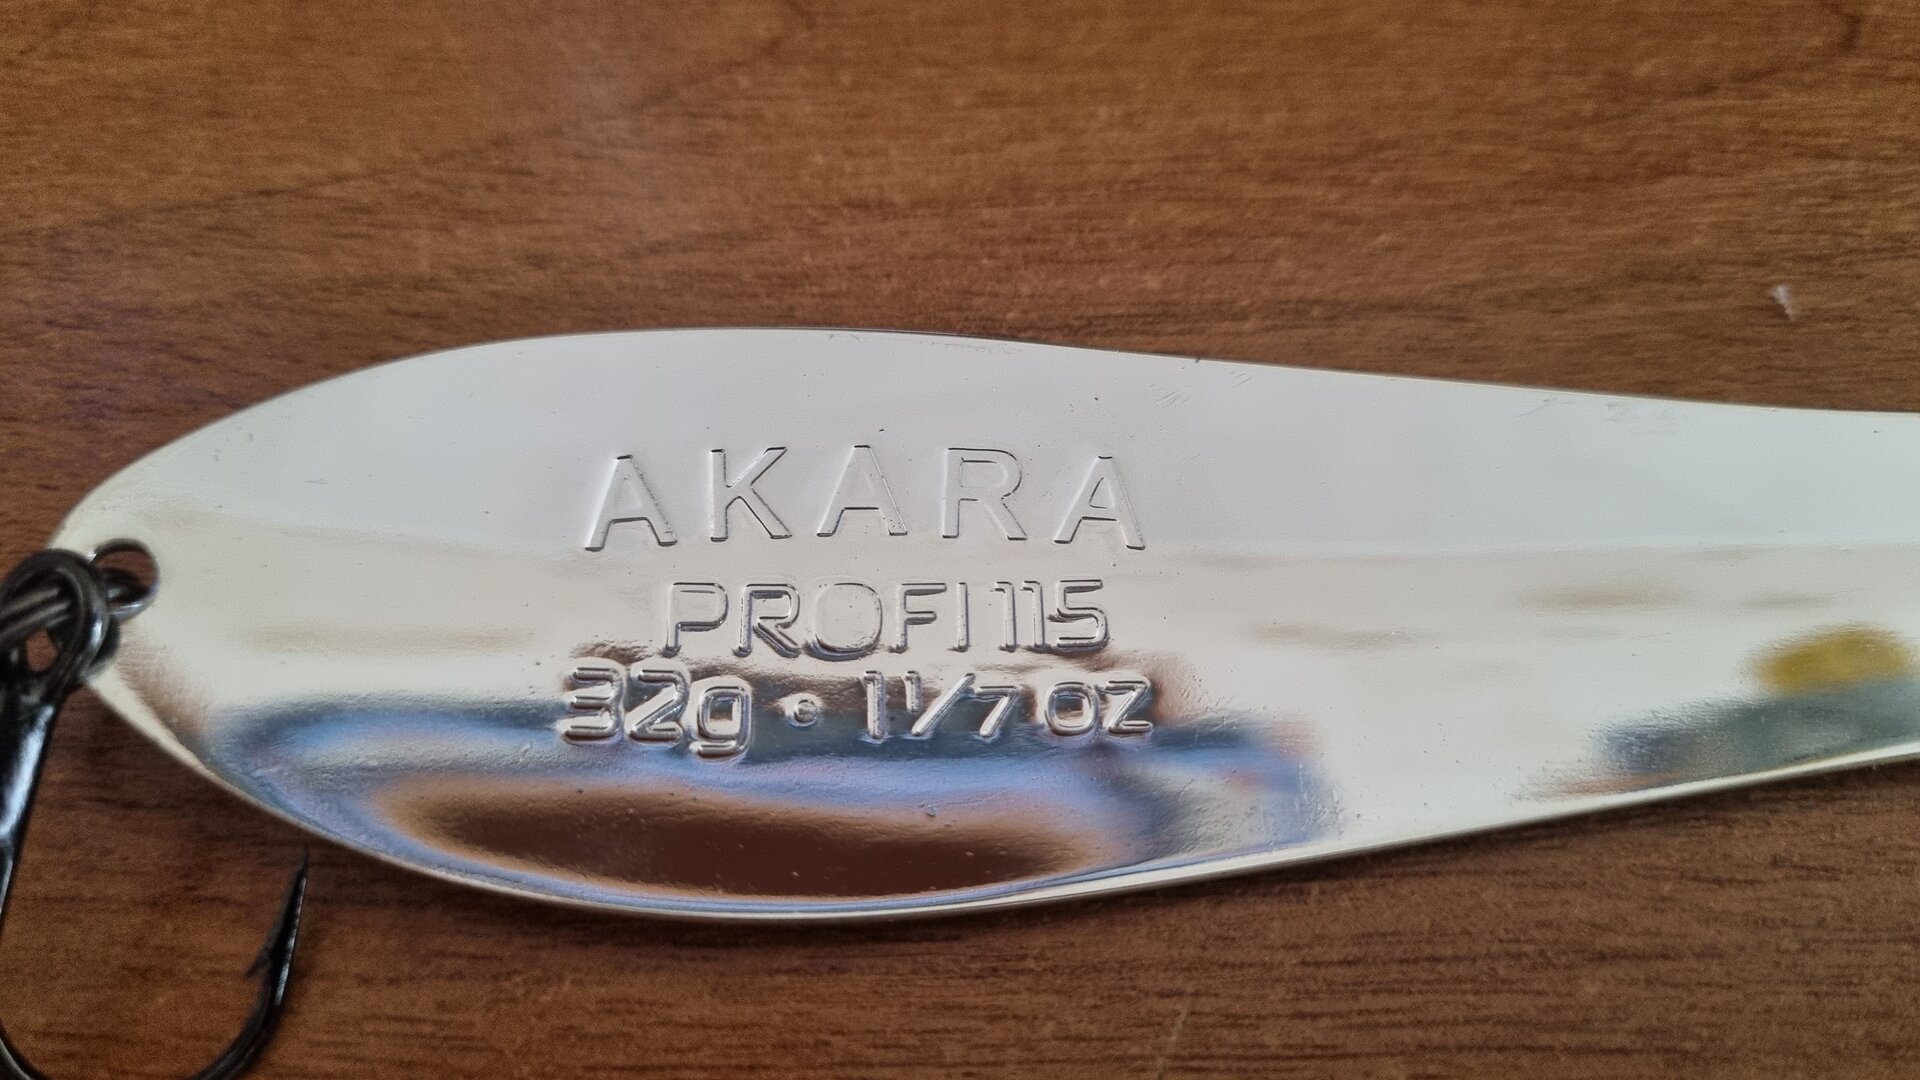 AKARA
PROFI 115
32g • 1 1/7 oz